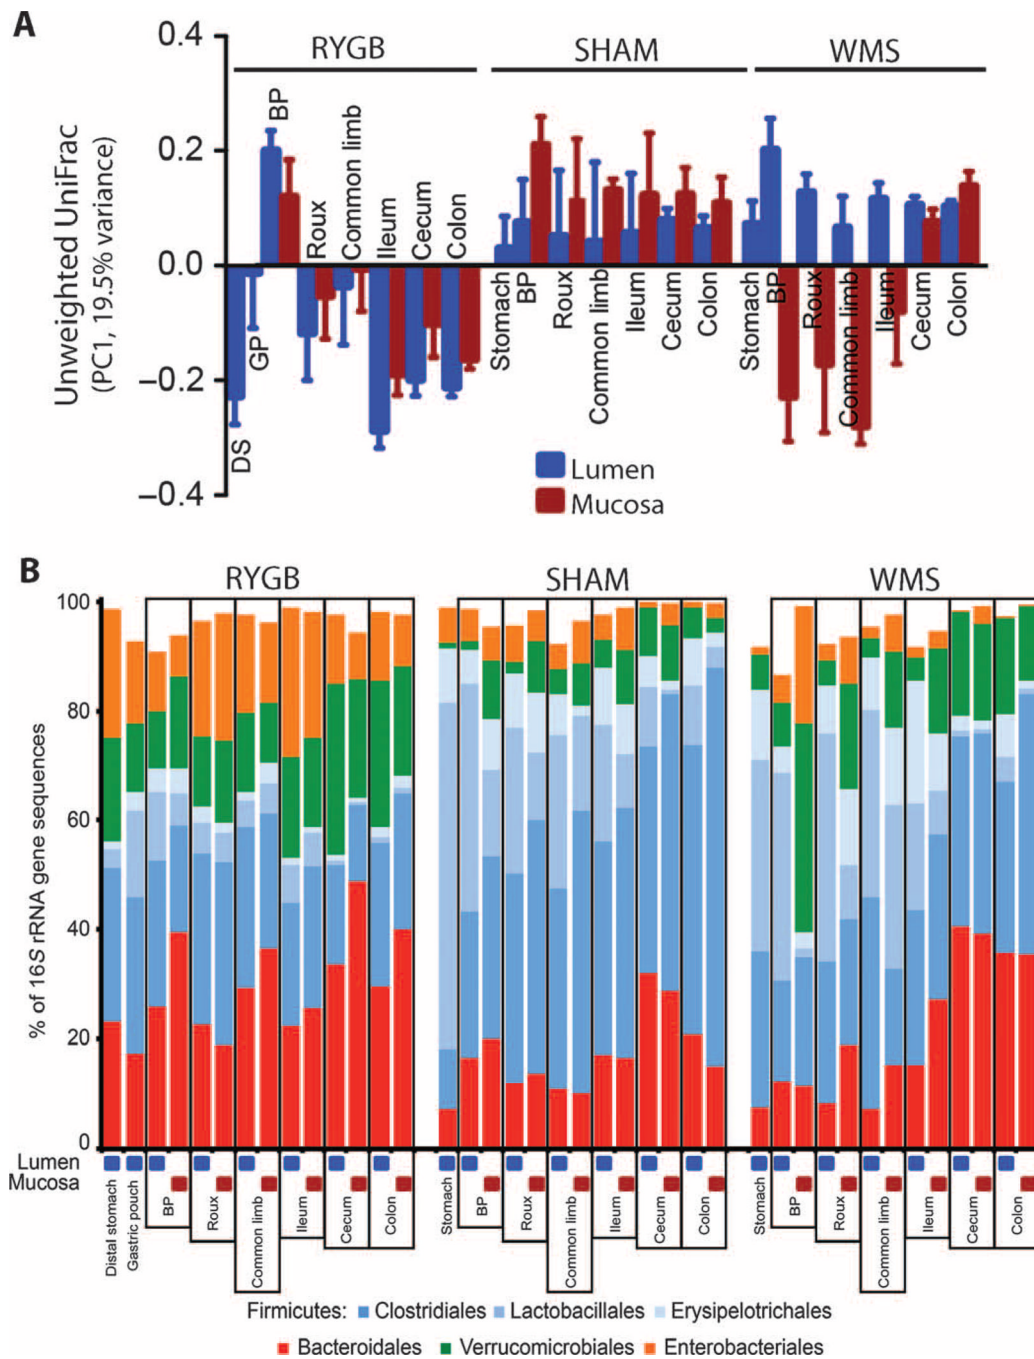 A
0.4
0.2
0.0
−0.2
−0.4
Unweighted UniFrac
(PC1, 19.5% variance)
RYGB
SHAM
WMS
DS
GP
BP
Roux
Common limb
Ileum
Cecum
Colon
Stomach
BP
Roux
Common limb
Ileum
Cecum
Colon
Stomach
BP
Roux
Common limb
Ileum
Cecum
Colon
Lumen
Mucosa
B
RYGB
SHAM
WMS
100
80
60
40
20
0
% of 16S rRNA gene sequences
Lumen
Mucosa
Distal stomach
Gastric pouch
BP
Roux
Common limb
Ileum
Cecum
Colon
Stomach
BP
Roux
Common limb
Ileum
Cecum
Colon
Stomach
BP
Roux
Common limb
Ileum
Cecum
Colon
Firmicutes: Clostridiales Lactobacillales Erysipelotrichales
Bacteroidales Verrucomicrobiales Enterobacteriales